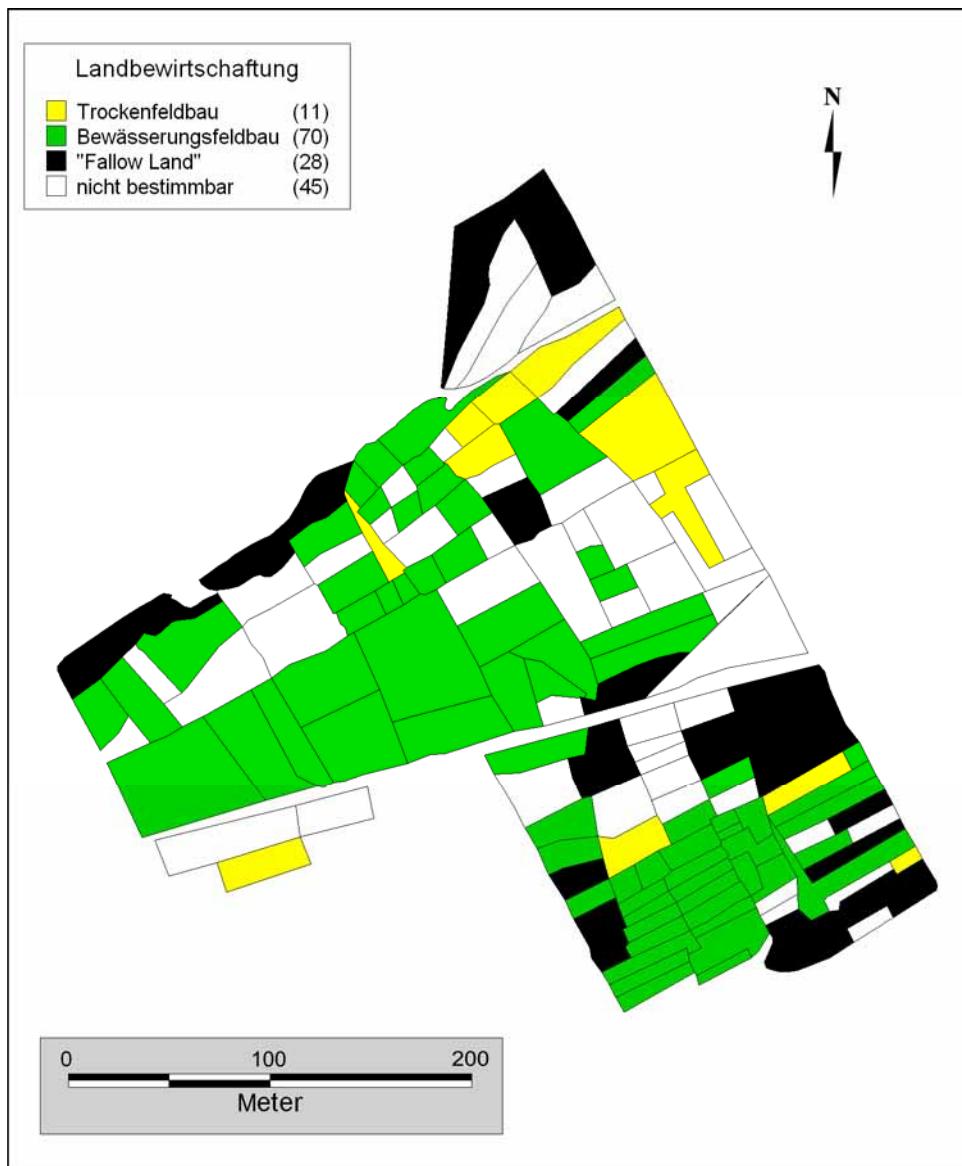 Landbewirtschaftung
Trockenfeldbau (11)
Bewässerungsfeldbau (70)
"Fallow Land" (28)
nicht bestimmbar (45)
N
0 100 200
Meter